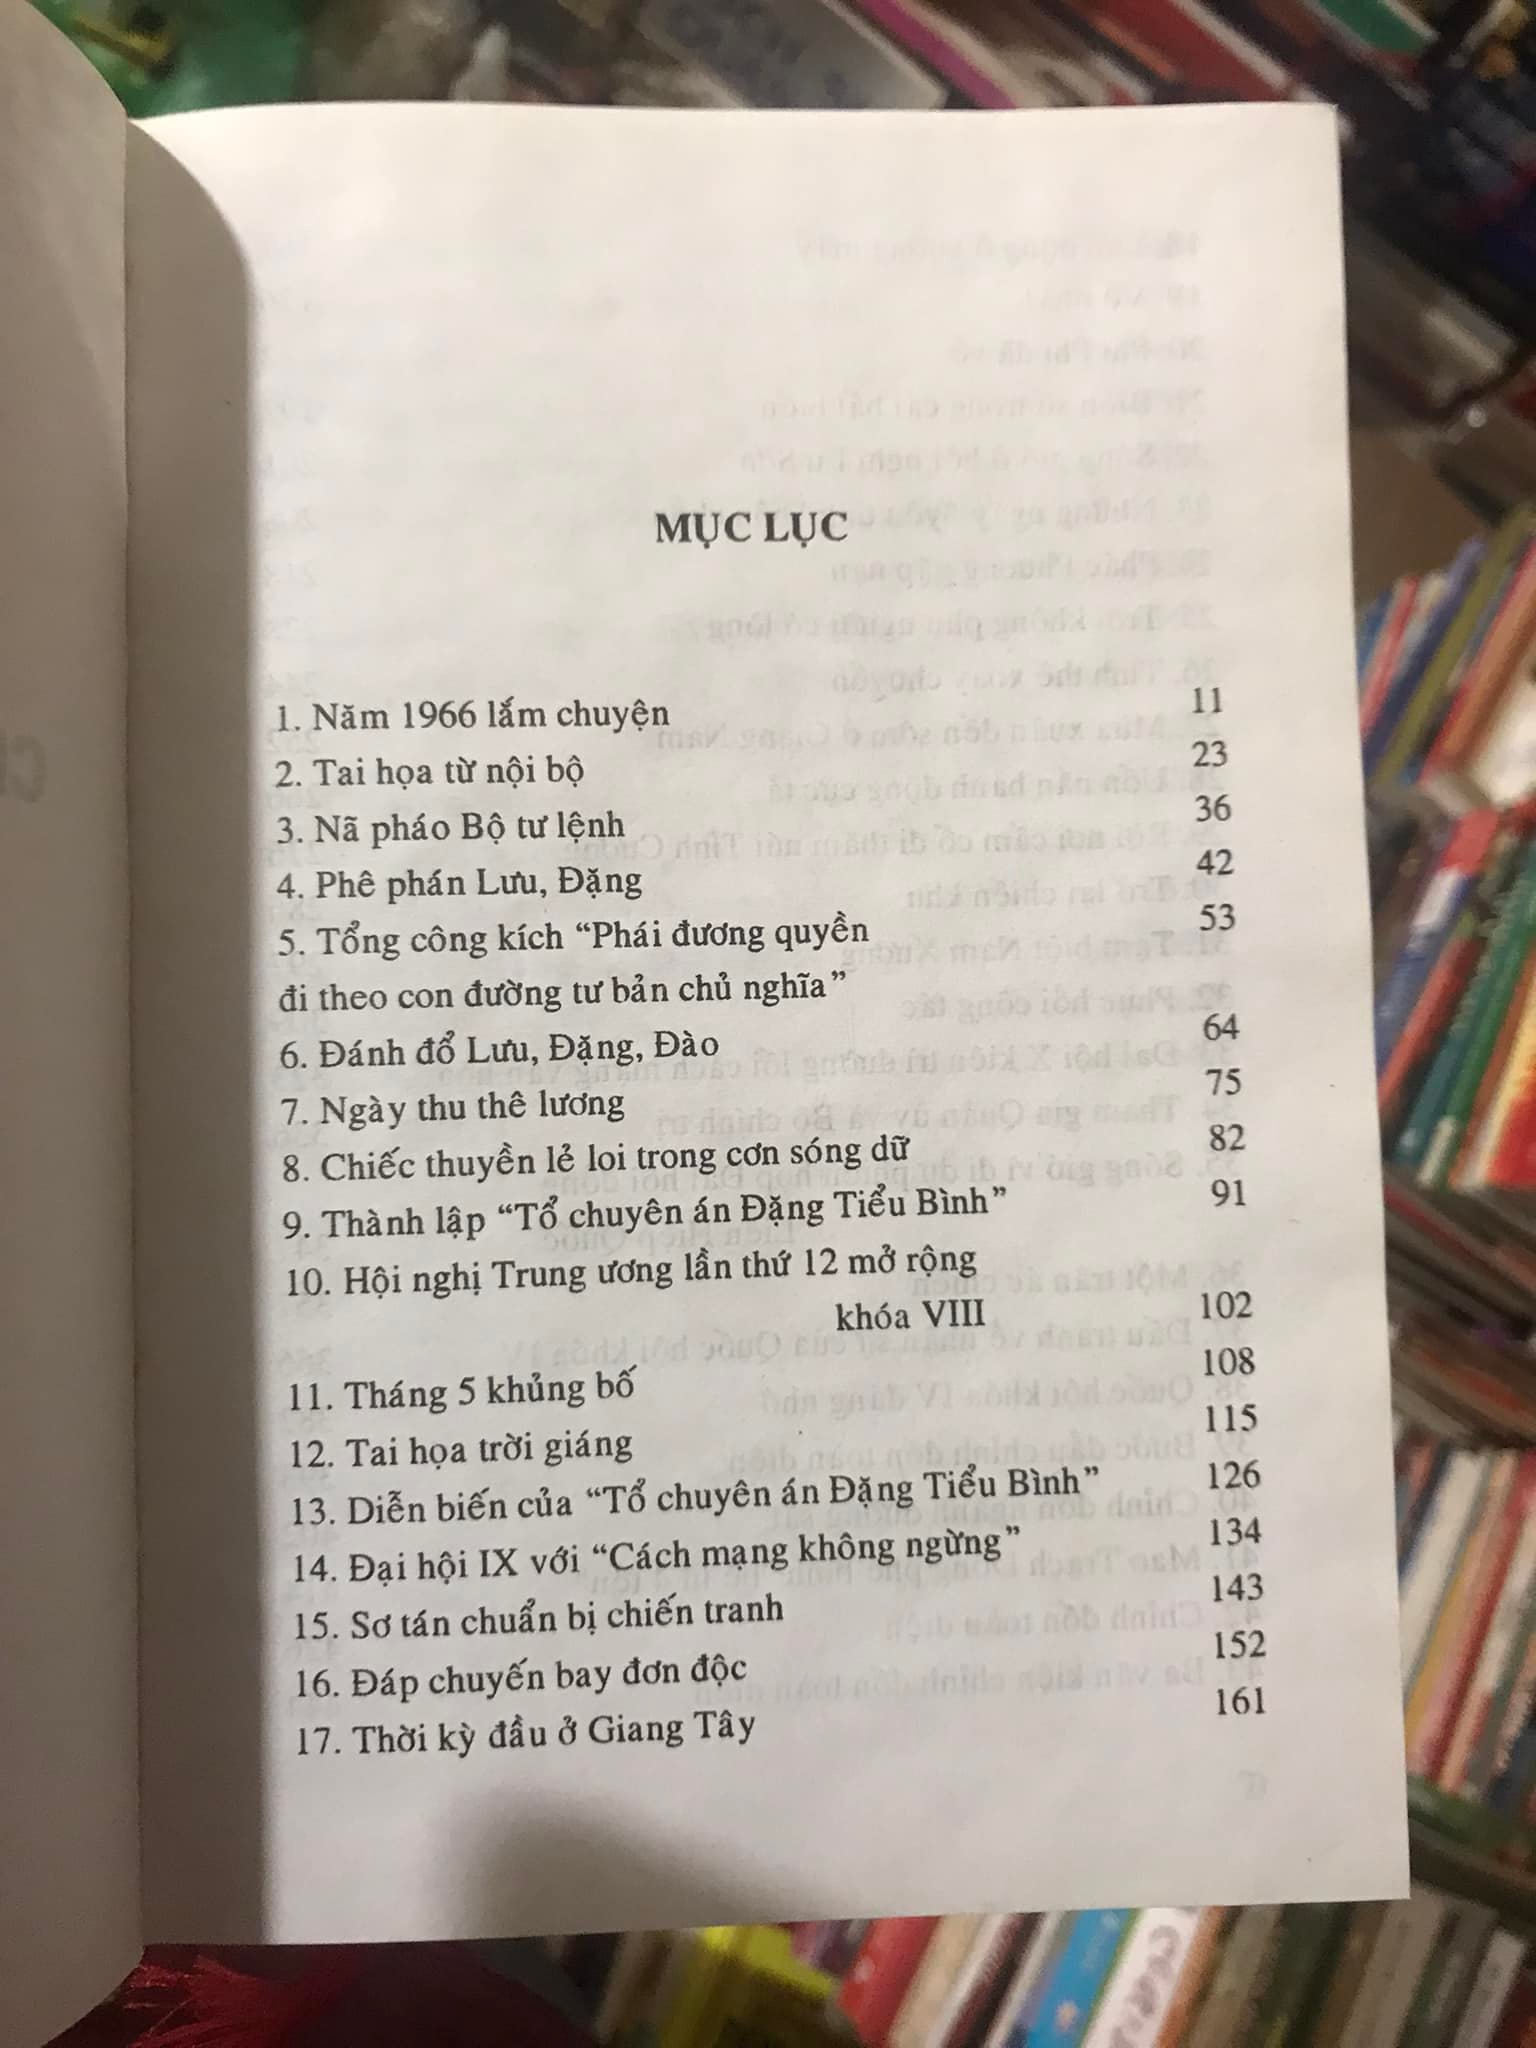 MỤC LỤC
1. Năm 1966 lắm chuyện 11
2. Tai họa từ nội bộ 23
3. Nã pháo Bộ tư lệnh 36
4. Phê phán Lưu, Đặng 42
5. Tổng công kích “Phái đương quyền 53
đi theo con đường tư bản chủ nghĩa”
6. Đánh đổ Lưu, Đặng, Đào 64
7. Ngày thu thê lương 75
8. Chiếc thuyền lẻ loi trong cơn sóng dữ 82
9. Thành lập “Tổ chuyên án Đặng Tiểu Bình” 91
10. Hội nghị Trung ương lần thứ 12 mở rộng
khóa VIII 102
11. Tháng 5 khủng bố 108
12. Tai họa trời giáng 115
13. Diễn biến của “Tổ chuyên án Đặng Tiểu Bình” 126
14. Đại hội IX với “Cách mạng không ngừng” 134
15. Sơ tán chuẩn bị chiến tranh 143
16. Đáp chuyến bay đơn độc 152
17. Thời kỳ đầu ở Giang Tây 161